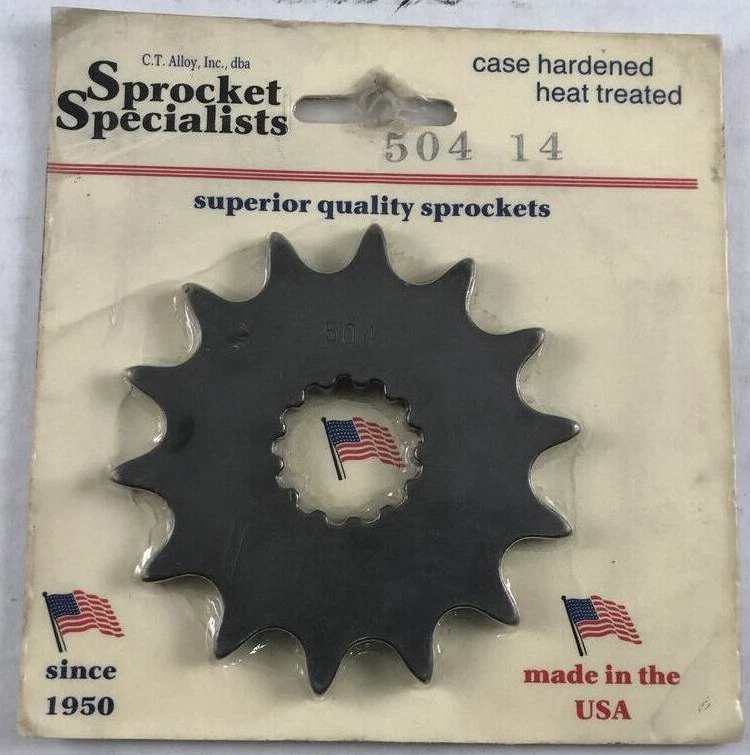 C.T. Alloy, Inc., dba
Sprocket
Specialists
case hardened
heat treated
504 14
superior quality sprockets
504
since
1950
made in the
USA